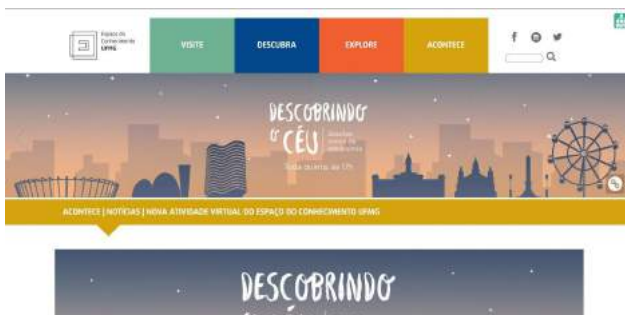 Espaço do
Conhecimento
UFMG
VISITE
DESCUBRA
EXPLORE
ACONTECE
DESCOBRINDO
O CÉU
Toda quarta, às 17h
ACONTECE | NOTÍCIAS | NOVA ATIVIDADE VIRTUAL DO ESPAÇO DO CONHECIMENTO UFMG
DESCOBRINDO